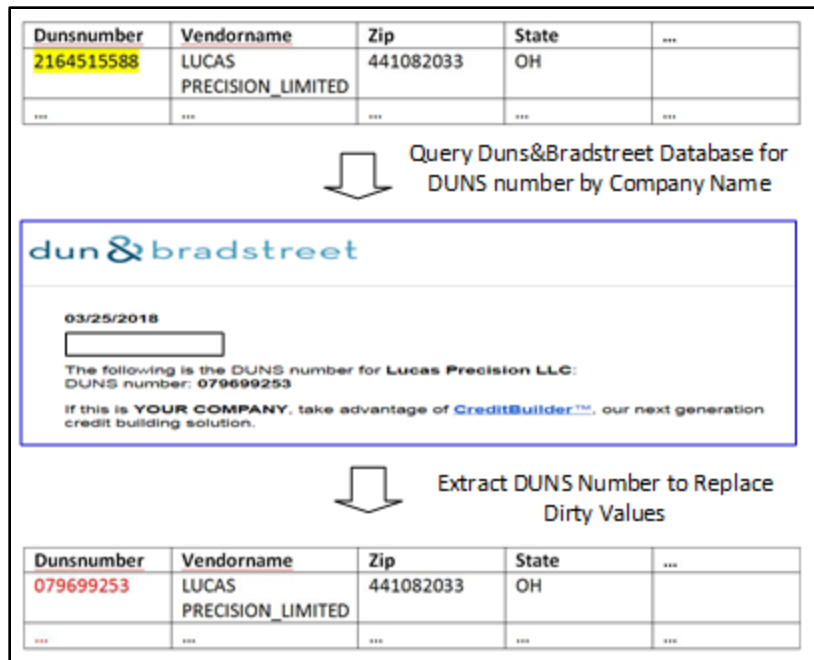 Dunsnumber Vendorname Zip State ...
2164515588 LUCAS 441082033 OH
PRECISION_LIMITED
... ... ... ... ...
Query Duns&Bradstreet Database for
DUNS number by Company Name
dun & bradstreet
03/25/2018
The following is the DUNS number for Lucas Precision LLC:
DUNS number: 079699253
If this is YOUR COMPANY, take advantage of CreditBuilder™, our next generation
credit building solution.
Extract DUNS Number to Replace
Dirty Values
Dunsnumber Vendorname Zip State ...
079699253 LUCAS 441082033 OH
PRECISION_LIMITED
... ... ... ... ...